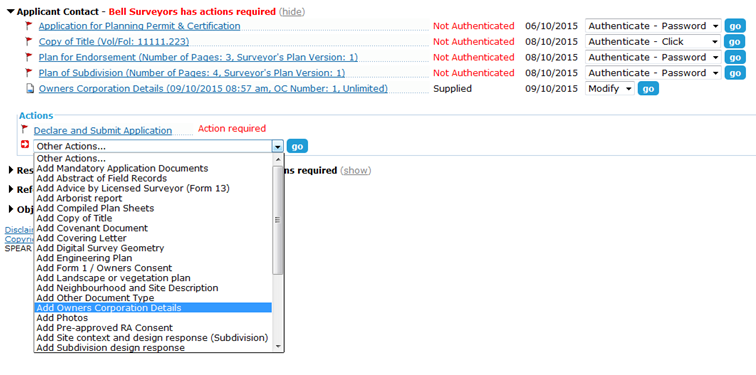 Applicant Contact - Bell Surveyors has actions required (hide)
Application for Planning Permit & Certification Not Authenticated 06/10/2015 Authenticate - Password go
Copy of Title (Vol/Fol: 11111.223) Not Authenticated 08/10/2015 Authenticate - Click go
Plan for Endorsement (Number of Pages: 3, Surveyor's Plan Version: 1) Not Authenticated 08/10/2015 Authenticate - Password go
Plan of Subdivision (Number of Pages: 4, Surveyor's Plan Version: 1) Not Authenticated 08/10/2015 Authenticate - Password go
Owners Corporation Details (09/10/2015 08:57 am, OC Number: 1, Unlimited) Supplied 09/10/2015 Modify go
Actions
Declare and Submit Application Action required
Other Actions... go
Other Actions...
Add Mandatory Application Documents
Res ns required (show)
Add Abstract of Field Records
Add Advice by Licensed Surveyor (Form 13)
Ref
Add Arborist report
Add Compiled Plan Sheets
Obj
Add Copy of Title
Add Covenant Document
Disclai
Add Covering Letter
Add Digital Survey Geometry
SPEAR
Add Engineering Plan
Add Form 1 / Owners Consent
Add Landscape or vegetation plan
Add Neighbourhood and Site Description
Add Other Document Type
Add Owners Corporation Details
Add Photos
Add Pre-approved RA Consent
Add Site context and design response (Subdivision)
Add Subdivision design response